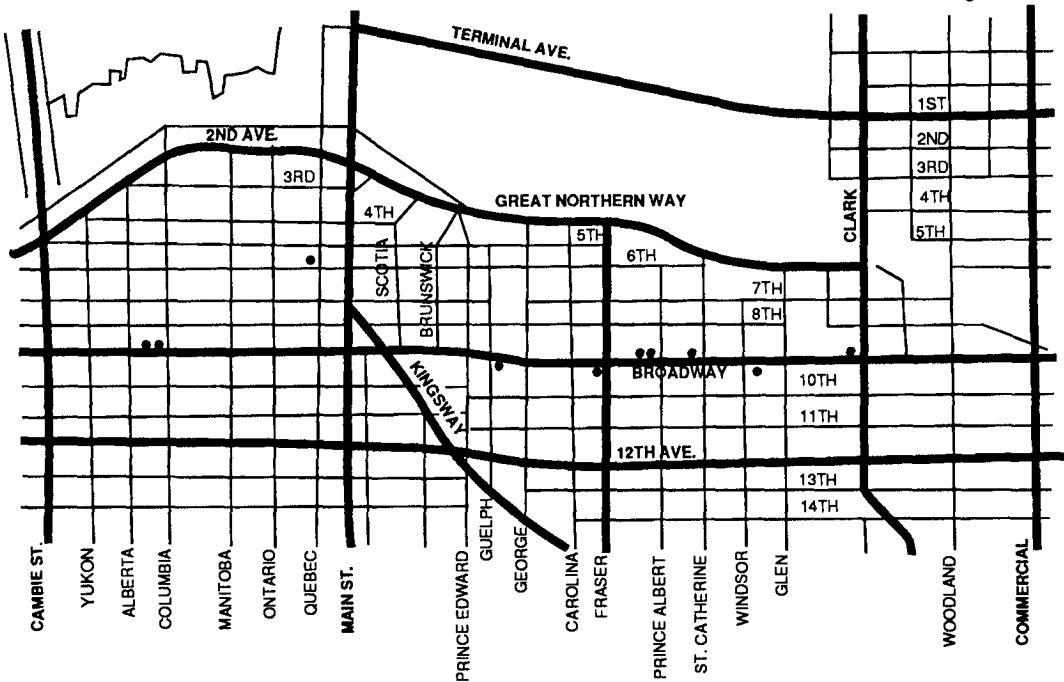 TERMINAL AVE.
1ST
2ND AVE.
2ND
3RD
3RD
GREAT NORTHERN WAY
4TH
4TH
CLARK
5TH
5TH
SCOTIA
BRUNSWICK
6TH
7TH
8TH
KINGSWAY
BROADWAY
10TH
11TH
12TH AVE.
13TH
14TH
CAMBIE ST.
YUKON
ALBERTA
COLUMBIA
MANITOBA
ONTARIO
QUEBEC
MAIN ST.
PRINCE EDWARD
GUELPH
GEORGE
CAROLINA
FRASER
PRINCE ALBERT
ST. CATHERINE
WINDSOR
GLEN
WOODLAND
COMMERCIAL